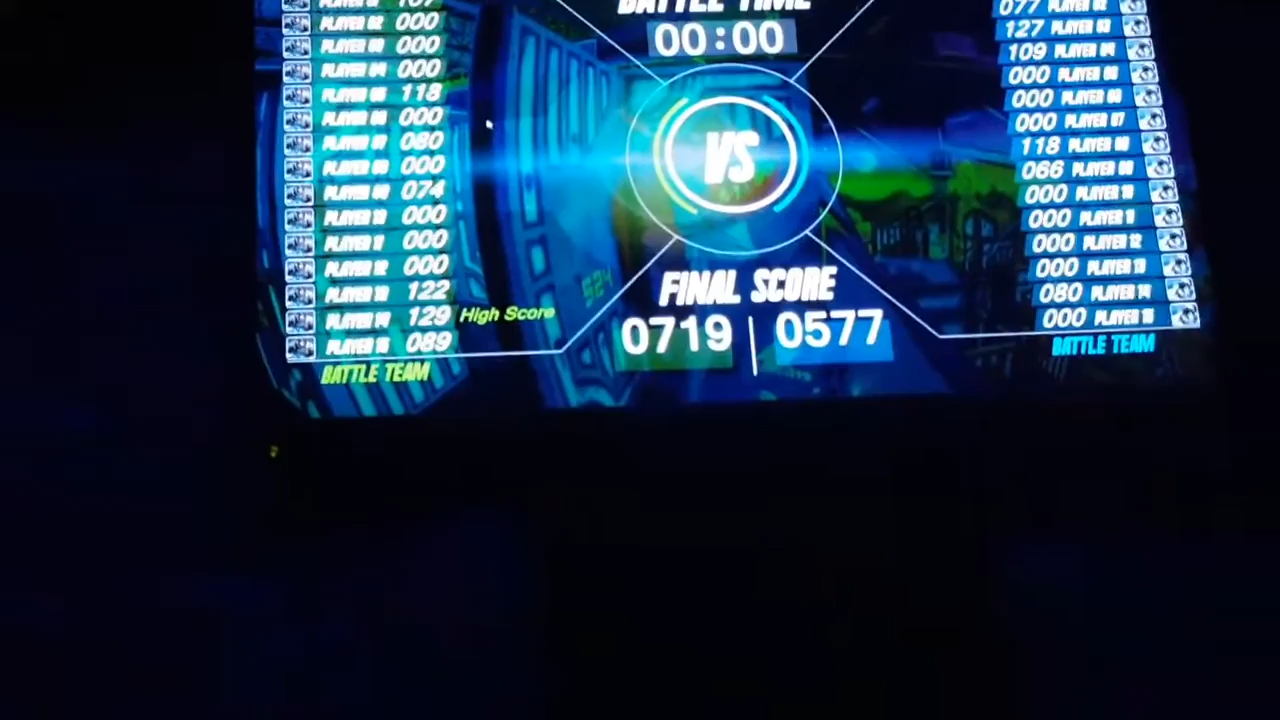 PLAYER 02 000
PLAYER 03 000
PLAYER 04 000
PLAYER 05 118
PLAYER 06 000
PLAYER 07 080
PLAYER 08 000
PLAYER 09 074
PLAYER 10 000
PLAYER 11 000
PLAYER 12 000
PLAYER 13 122
PLAYER 14 129 High Score
PLAYER 15 089
BATTLE TEAM
BATTLE TIME
00:00
VS
FINAL SCORE
0719 | 0577
077 PLAYER 02
127 PLAYER 03
109 PLAYER 04
000 PLAYER 05
000 PLAYER 06
000 PLAYER 07
118 PLAYER 08
066 PLAYER 09
000 PLAYER 10
000 PLAYER 11
000 PLAYER 12
000 PLAYER 13
080 PLAYER 14
000 PLAYER 15
BATTLE TEAM